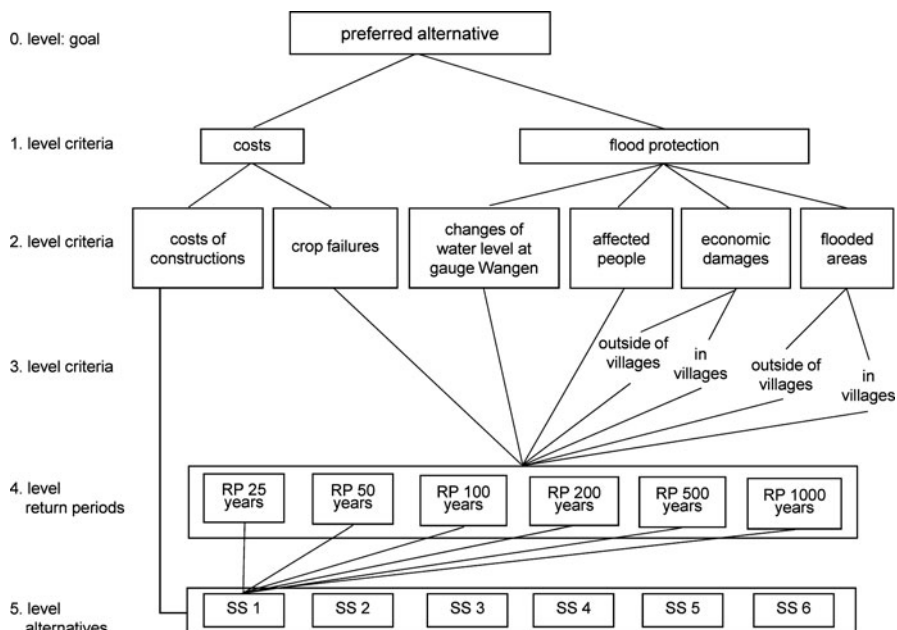 0. level: goal
preferred alternative
1. level criteria
costs
flood protection
2. level criteria
costs of
constructions
crop failures
changes of
water level at
gauge Wangen
affected
people
economic
damages
flooded
areas
3. level criteria
outside of
villages
in
villages
outside of
villages
in
villages
4. level
return periods
RP 25
years
RP 50
years
RP 100
years
RP 200
years
RP 500
years
RP 1000
years
5. level
alternatives
SS 1
SS 2
SS 3
SS 4
SS 5
SS 6